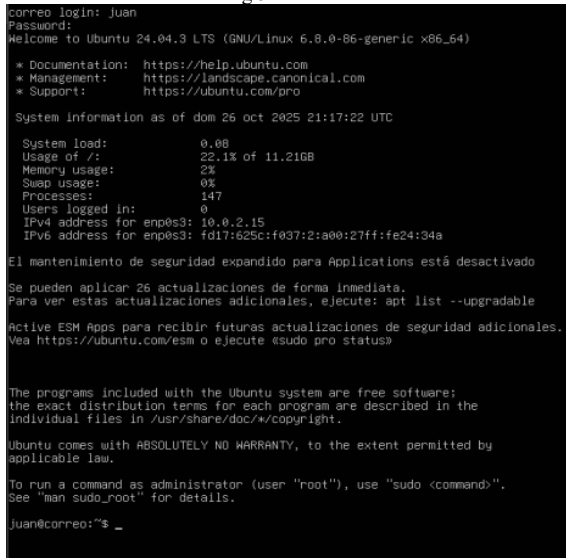 correo login: juan
Password:
Welcome to Ubuntu 24.04.3 LTS (GNU/Linux 6.8.0-86-generic x86_64)
* Documentation: https://help.ubuntu.com
* Management: https://landscape.canonical.com
* Support: https://ubuntu.com/pro
System information as of dom 26 oct 2025 21:17:22 UTC
System load: 0.08
Usage of /: 22.1% of 11.21GB
Memory usage: 2%
Swap usage: 0%
Processes: 147
Users logged in: 0
IPv4 address for enp0s3: 10.0.2.15
IPv6 address for enp0s3: fd17:625c:f037:2:a00:27ff:fe24:34a
El mantenimiento de seguridad expandido para Applications está desactivado
Se pueden aplicar 26 actualizaciones de forma inmediata.
Para ver estas actualizaciones adicionales, ejecute: apt list --upgradable
Active ESM Apps para recibir futuras actualizaciones de seguridad adicionales.
Vea https://ubuntu.com/esm o ejecute «sudo pro status»
The programs included with the Ubuntu system are free software;
the exact distribution terms for each program are described in the
individual files in /usr/share/doc/*/copyright.
Ubuntu comes with ABSOLUTELY NO WARRANTY, to the extent permitted by
applicable law.
To run a command as administrator (user "root"), use "sudo <command>".
See "man sudo_root" for details.
juan@correo:~$ _